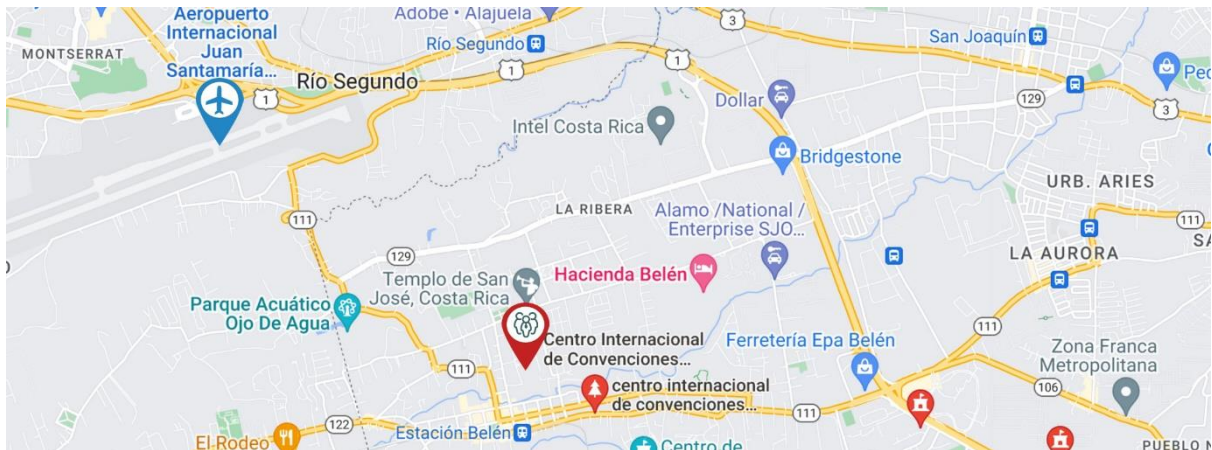 Aeropuerto
Internacional
Juan
Santamaría...
MONTSERRAT
1
Río Segundo
Adobe • Alajuela
Río Segundo
1
1
3
San Joaquín
129
3
Dollar
Intel Costa Rica
Bridgestone
URB. ARIES
111
LA AURORA
111
129
LA RIBERA
Alamo /National /
Enterprise SJO...
Templo de San
José, Costa Rica
Hacienda Belén
Parque Acuático
Ojo De Agua
Centro Internacional
de Convenciones...
Ferretería Epa Belén
111
Zona Franca
Metropolitana
111
centro internacional
de convenciones...
106
111
122
Estación Belén
El Rodeo
Centro de
PUEBLO N